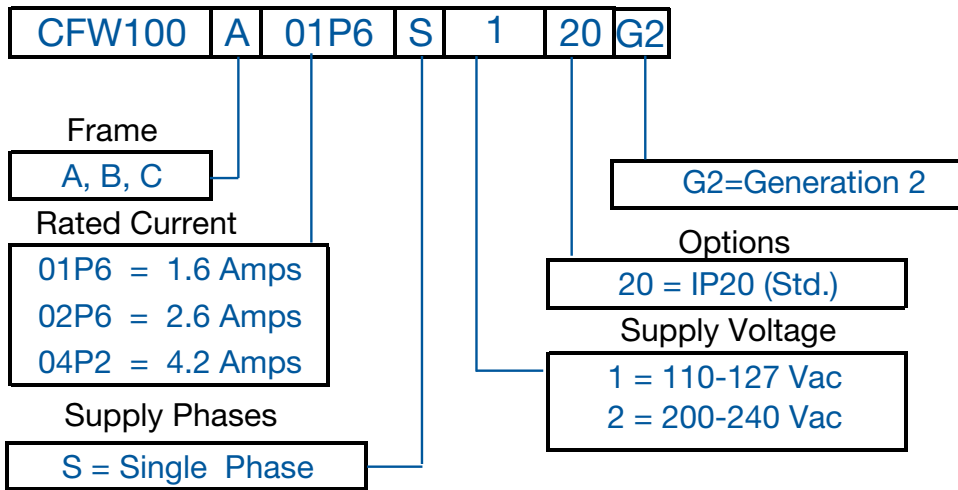 CFW100 A 01P6 S 1 20 G2
Frame
A, B, C
G2=Generation 2
Rated Current
01P6 = 1.6 Amps
02P6 = 2.6 Amps
04P2 = 4.2 Amps
Options
20 = IP20 (Std.)
Supply Voltage
1 = 110-127 Vac
2 = 200-240 Vac
Supply Phases
S = Single Phase